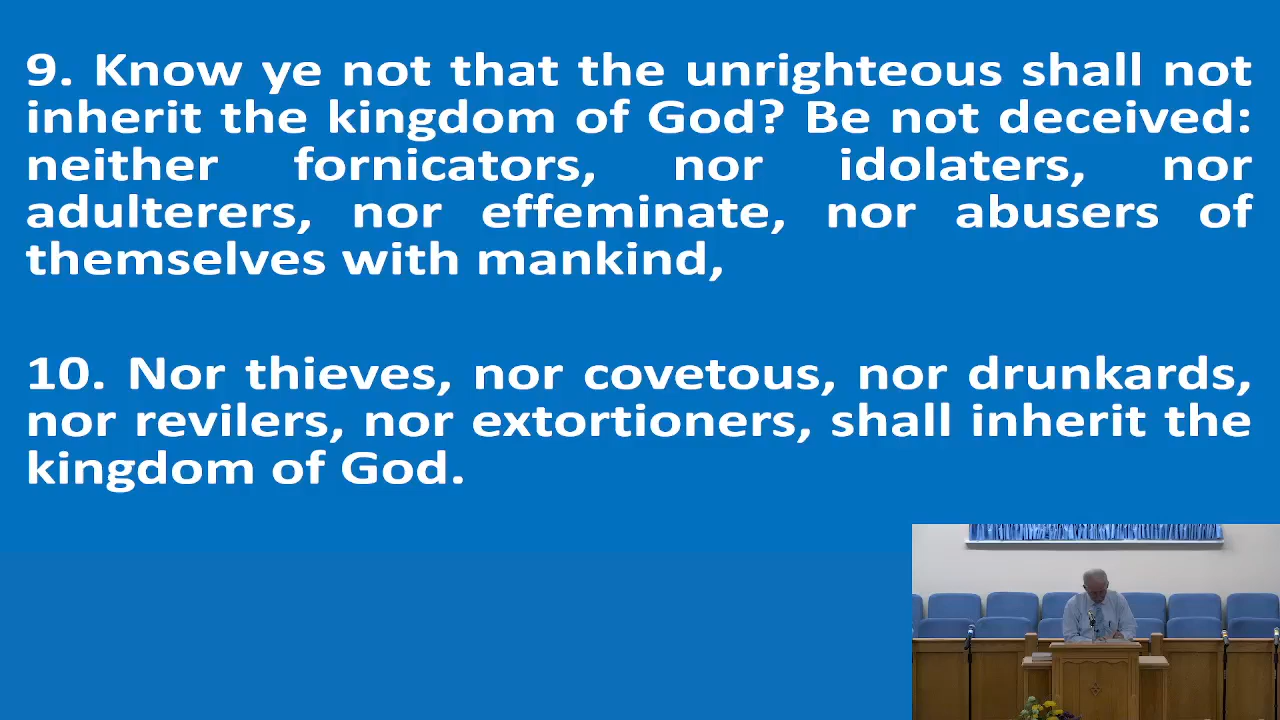 9. Know ye not that the unrighteous shall not
inherit the kingdom of God? Be not deceived:
neither fornicators, nor idolaters, nor
adulterers, nor effeminate, nor abusers of
themselves with mankind,
10. Nor thieves, nor covetous, nor drunkards,
nor revilers, nor extortioners, shall inherit the
kingdom of God.